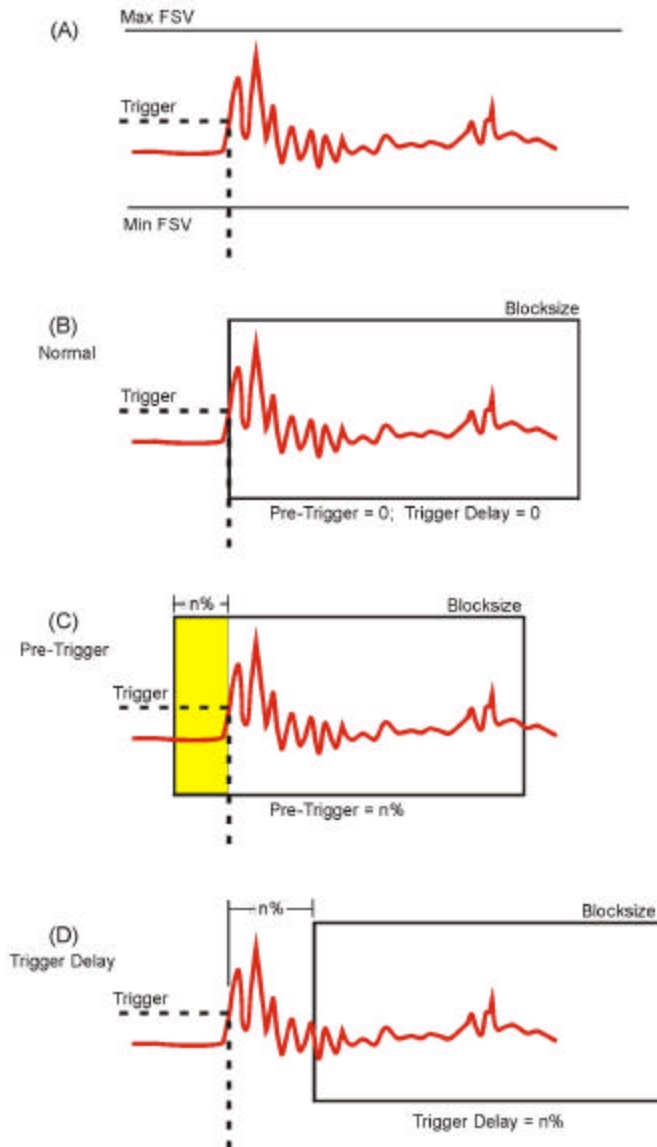 (A)
Max FSV
Trigger
Min FSV
(B)
Normal
Blocksize
Trigger
Pre-Trigger = 0; Trigger Delay = 0
(C)
Pre-Trigger
n%
Blocksize
Trigger
Pre-Trigger = n%
(D)
Trigger Delay
n%
Blocksize
Trigger
Trigger Delay = n%